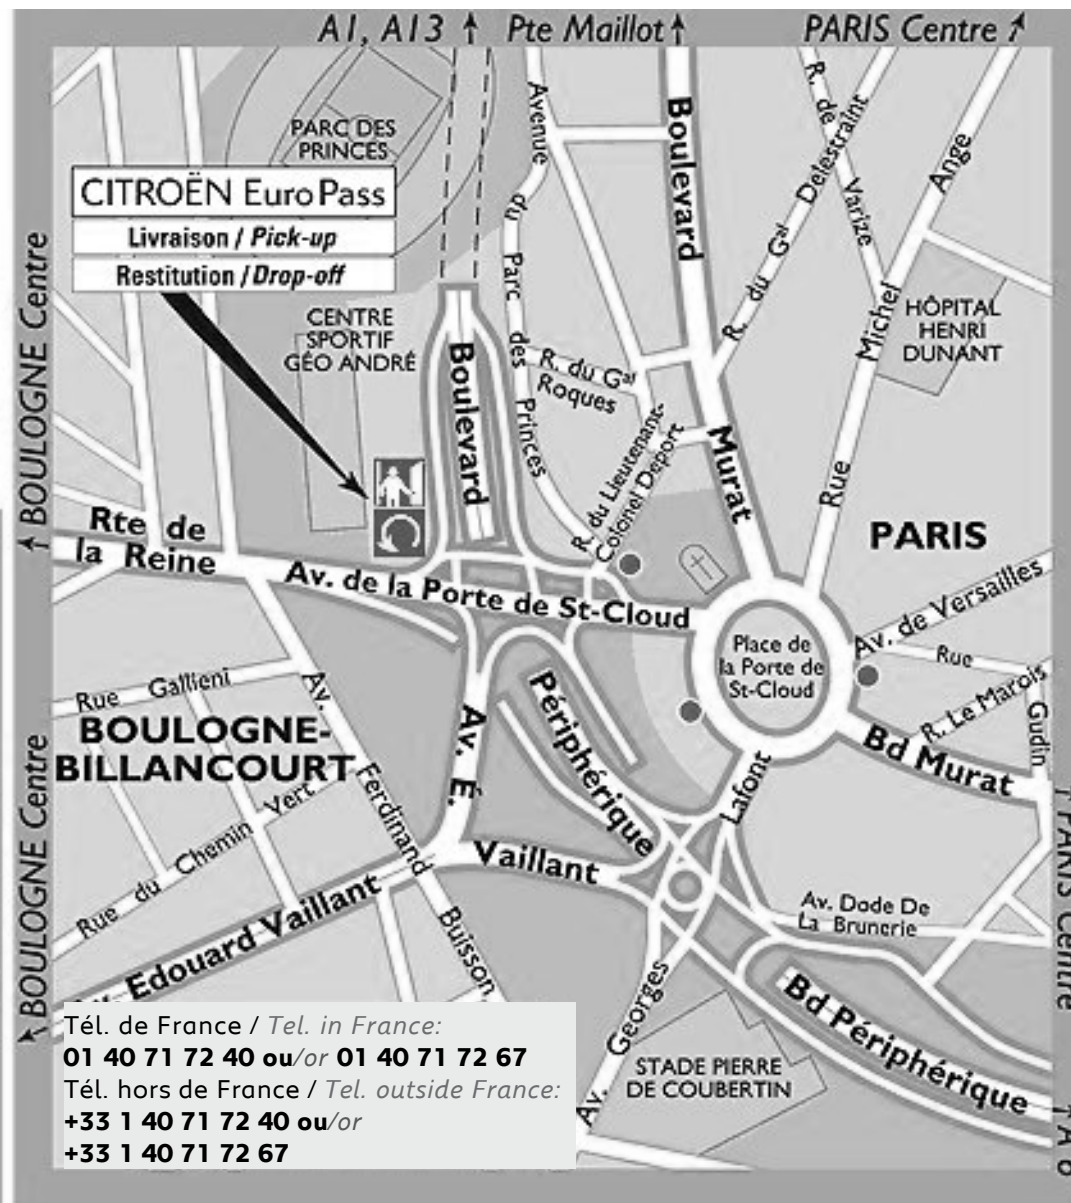 A1, A13
Pte Maillot
PARIS Centre
PARC DES
PRINCES
CITROËN EuroPass
Livraison / Pick-up
Restitution / Drop-off
CENTRE
SPORTIF
GÉO ANDRÉ
Boulevard
Avenue du Parc des Princes
R. du Gal
Roques
R. du Lieutenant-
Colonel Deport
Boulevard Murat
R. de Varize
R. du Gal Delestraint
Rue Michel Ange
HÔPITAL
HENRI
DUNANT
BOULOGNE Centre
Rte de
la Reine
Av. de la Porte de St-Cloud
PARIS
Av. de Versailles
Place de
la Porte de
St-Cloud
Rue Gudin
R. Le Marois
Bd Murat
Rue Gallieni
BOULOGNE-
BILLANCOURT
Av. Ferdinand Buisson
Av. É. Vaillant
Périphérique
Lafont
Rue du Chemin Vert
Av. Edouard Vaillant
BOULOGNE Centre
Av. Dode De
La Brunerie
PARIS Centre
Av. Georges
Bd Périphérique
STADE PIERRE
DE COUBERTIN
A 6
Tél. de France / Tel. in France:
01 40 71 72 40 ou/or 01 40 71 72 67
Tél. hors de France / Tel. outside France:
+33 1 40 71 72 40 ou/or
+33 1 40 71 72 67